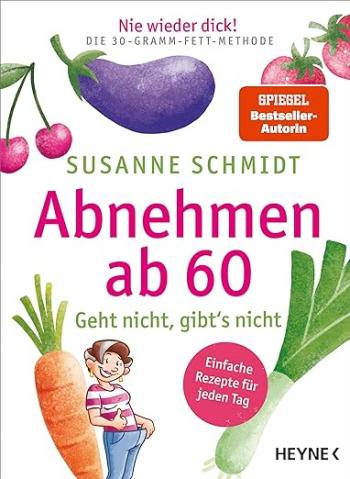 Nie wieder dick!
DIE 30-GRAMM-FETT-METHODE
SPIEGEL
Bestseller-
Autorin
SUSANNE SCHMIDT
Abnehmen
ab 60
Geht nicht, gibt's nicht
Einfache
Rezepte für
jeden Tag
HEYNE <